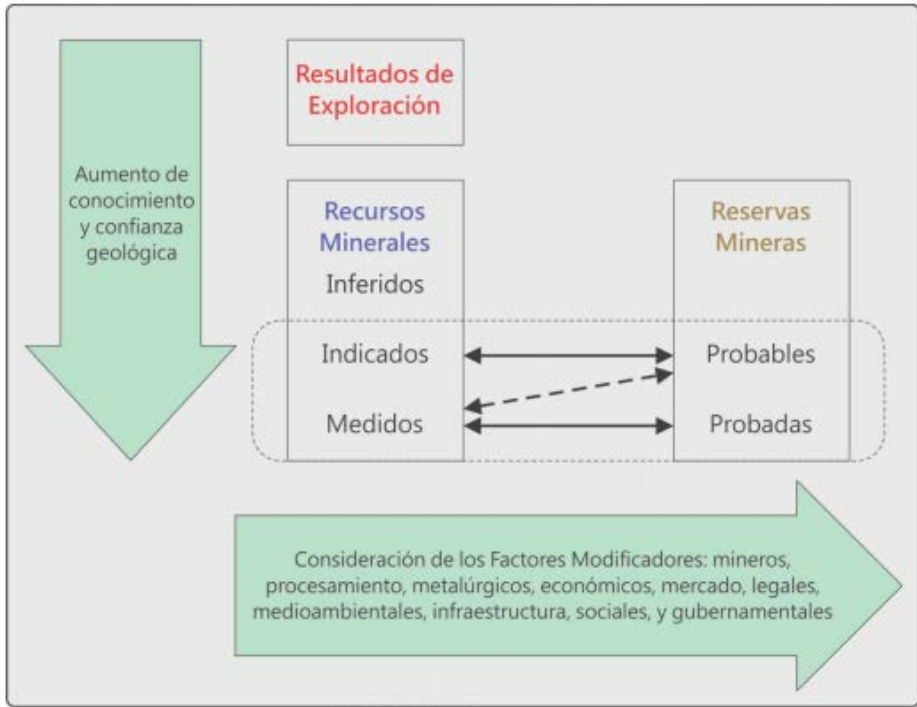 Resultados de
Exploración
Aumento de
conocimiento
y confianza
geológica
Recursos
Minerales
Inferidos
Indicados
Medidos
Reservas
Mineras
Probables
Probadas
Consideración de los Factores Modificadores: mineros,
procesamiento, metalúrgicos, económicos, mercado, legales,
medioambientales, infraestructura, sociales, y gubernamentales